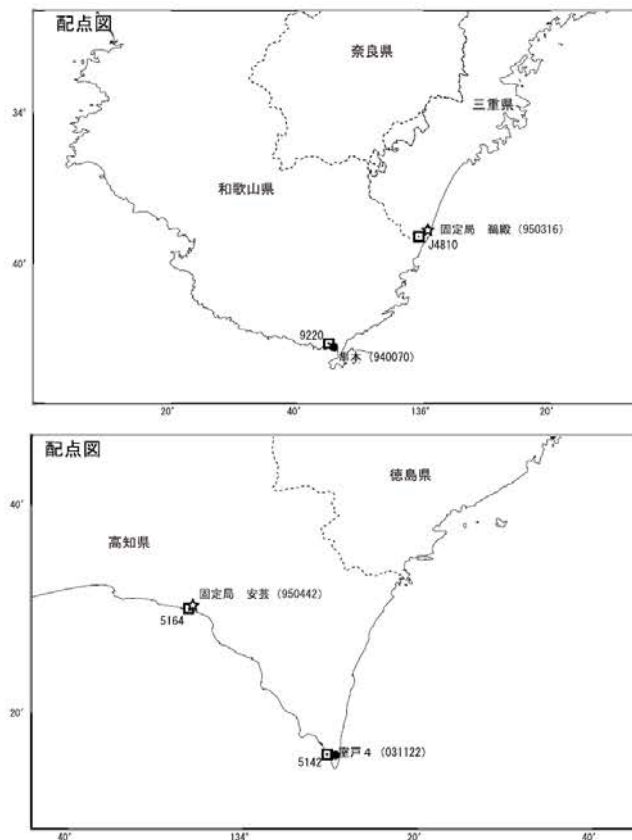 配点図
奈良県
三重県
34°
和歌山県
固定局 鵜殿（950316）
J4810
40′
9220
串本（940070）
20′
40′
136°
20′
配点図
徳島県
40′
高知県
固定局 安芸（950442）
5164
20′
5142
室戸4（031122）
40′
134°
20′
40′